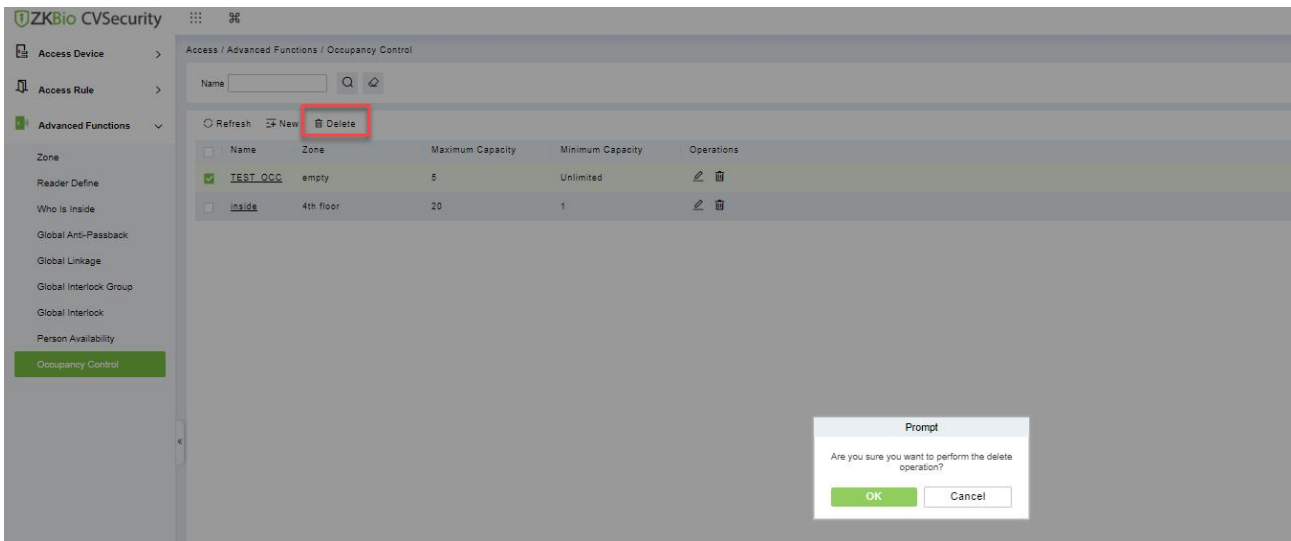 ZKBio CVSecurity
Access Device
Access Rule
Advanced Functions
Zone
Reader Define
Who Is Inside
Global Anti-Passback
Global Linkage
Global Interlock Group
Global Interlock
Person Availability
Occupancy Control
Access / Advanced Functions / Occupancy Control
Name
Refresh New Delete
Name Zone Maximum Capacity Minimum Capacity Operations
TEST_OCC empty 5 Unlimited
inside 4th floor 20 1
Prompt
Are you sure you want to perform the delete
operation?
OK Cancel